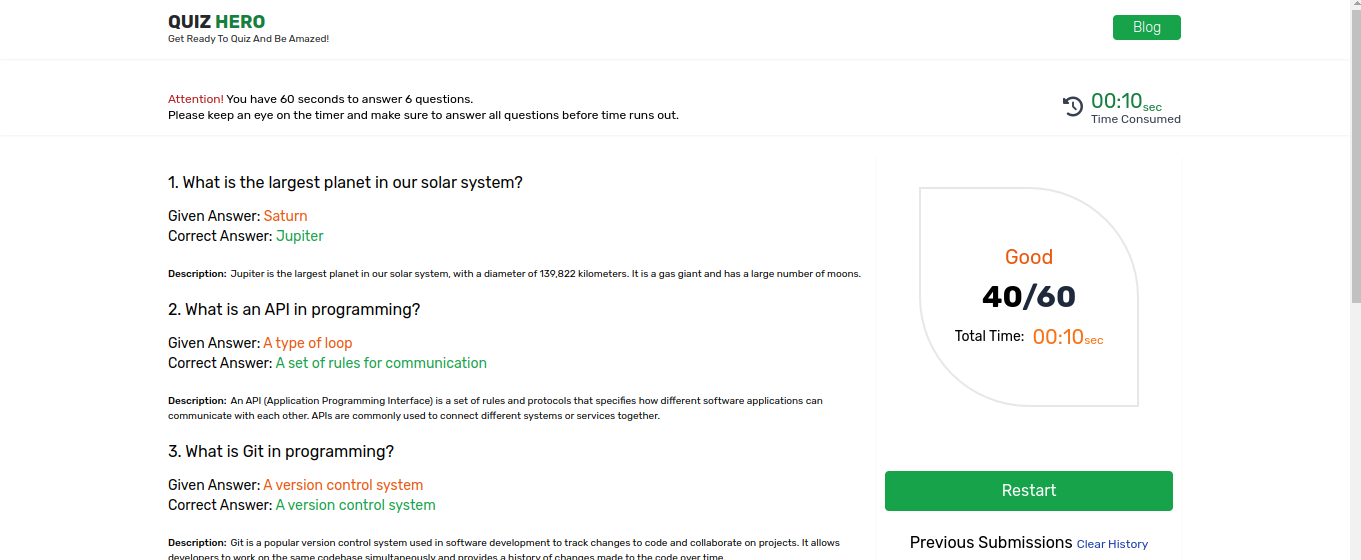 QUIZ HERO
Get Ready To Quiz And Be Amazed!
Blog
Attention! You have 60 seconds to answer 6 questions.
Please keep an eye on the timer and make sure to answer all questions before time runs out.
00:10sec
Time Consumed
1. What is the largest planet in our solar system?
Given Answer: Saturn
Correct Answer: Jupiter
Description: Jupiter is the largest planet in our solar system, with a diameter of 139,822 kilometers. It is a gas giant and has a large number of moons.
2. What is an API in programming?
Given Answer: A type of loop
Correct Answer: A set of rules for communication
Description: An API (Application Programming Interface) is a set of rules and protocols that specifies how different software applications can
communicate with each other. APIs are commonly used to connect different systems or services together.
3. What is Git in programming?
Given Answer: A version control system
Correct Answer: A version control system
Description: Git is a popular version control system used in software development to track changes to code and collaborate on projects. It allows
developers to work on the same codebase simultaneously and provides a history of changes made to the code over time.
Good
40/60
Total Time: 00:10sec
Restart
Previous Submissions Clear History